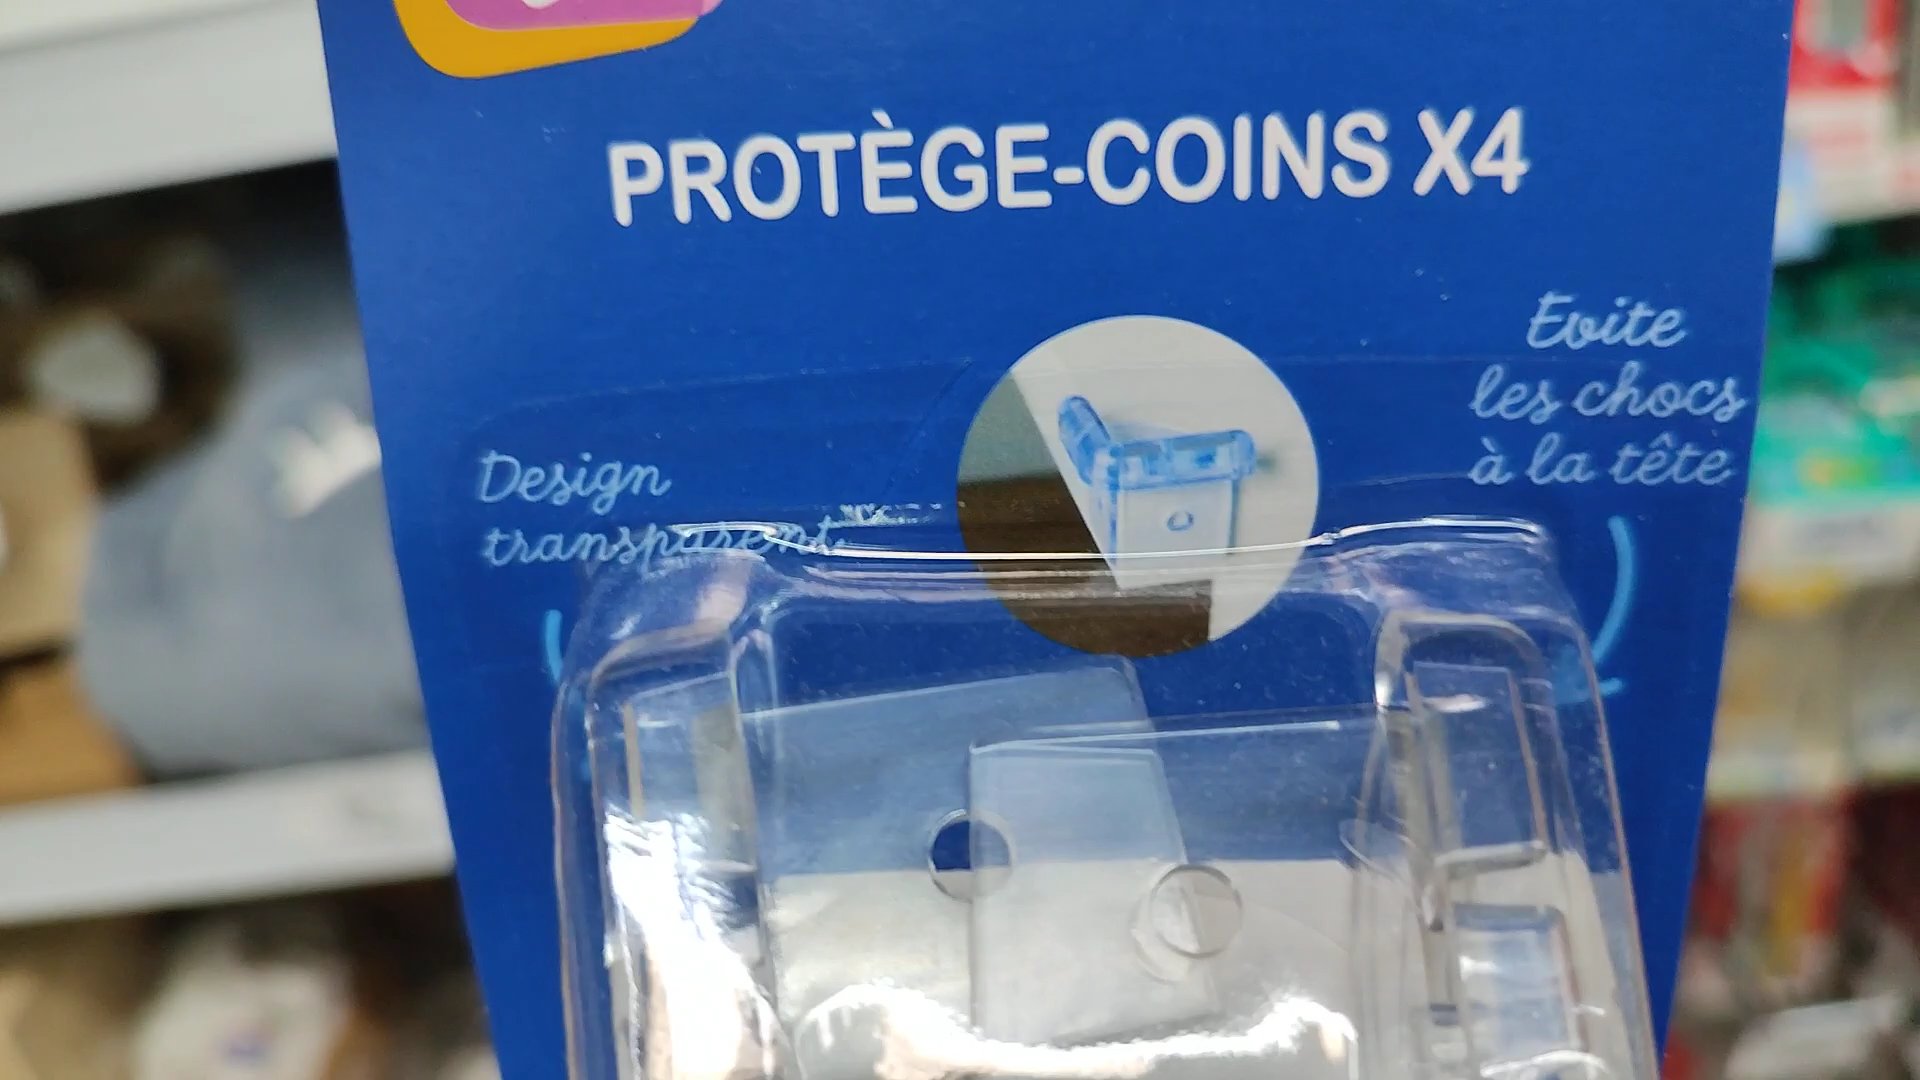 PROTÈGE-COINS X4
Evite
les chocs
à la tête
Design
transparent